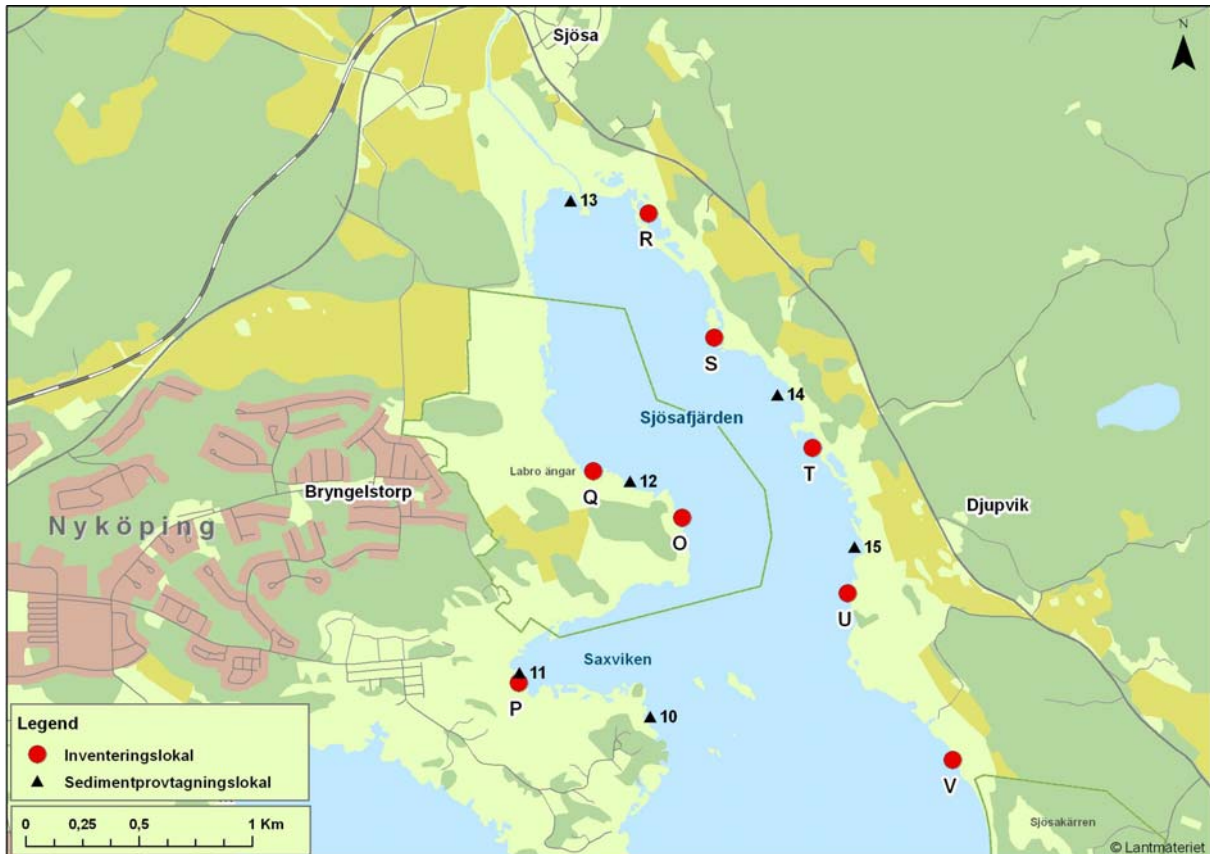 Sjösa
N
13
R
S
14
Sjösafjärden
T
Labro ängar
Q
12
Bryngelstorp
Nyköping
O
Djupvik
15
U
Saxviken
11
P
10
V
Sjösakärren
Legend
Inventeringslokal
Sedimentprovtagningslokal
0 0,25 0,5 1 Km
© Lantmäteriet